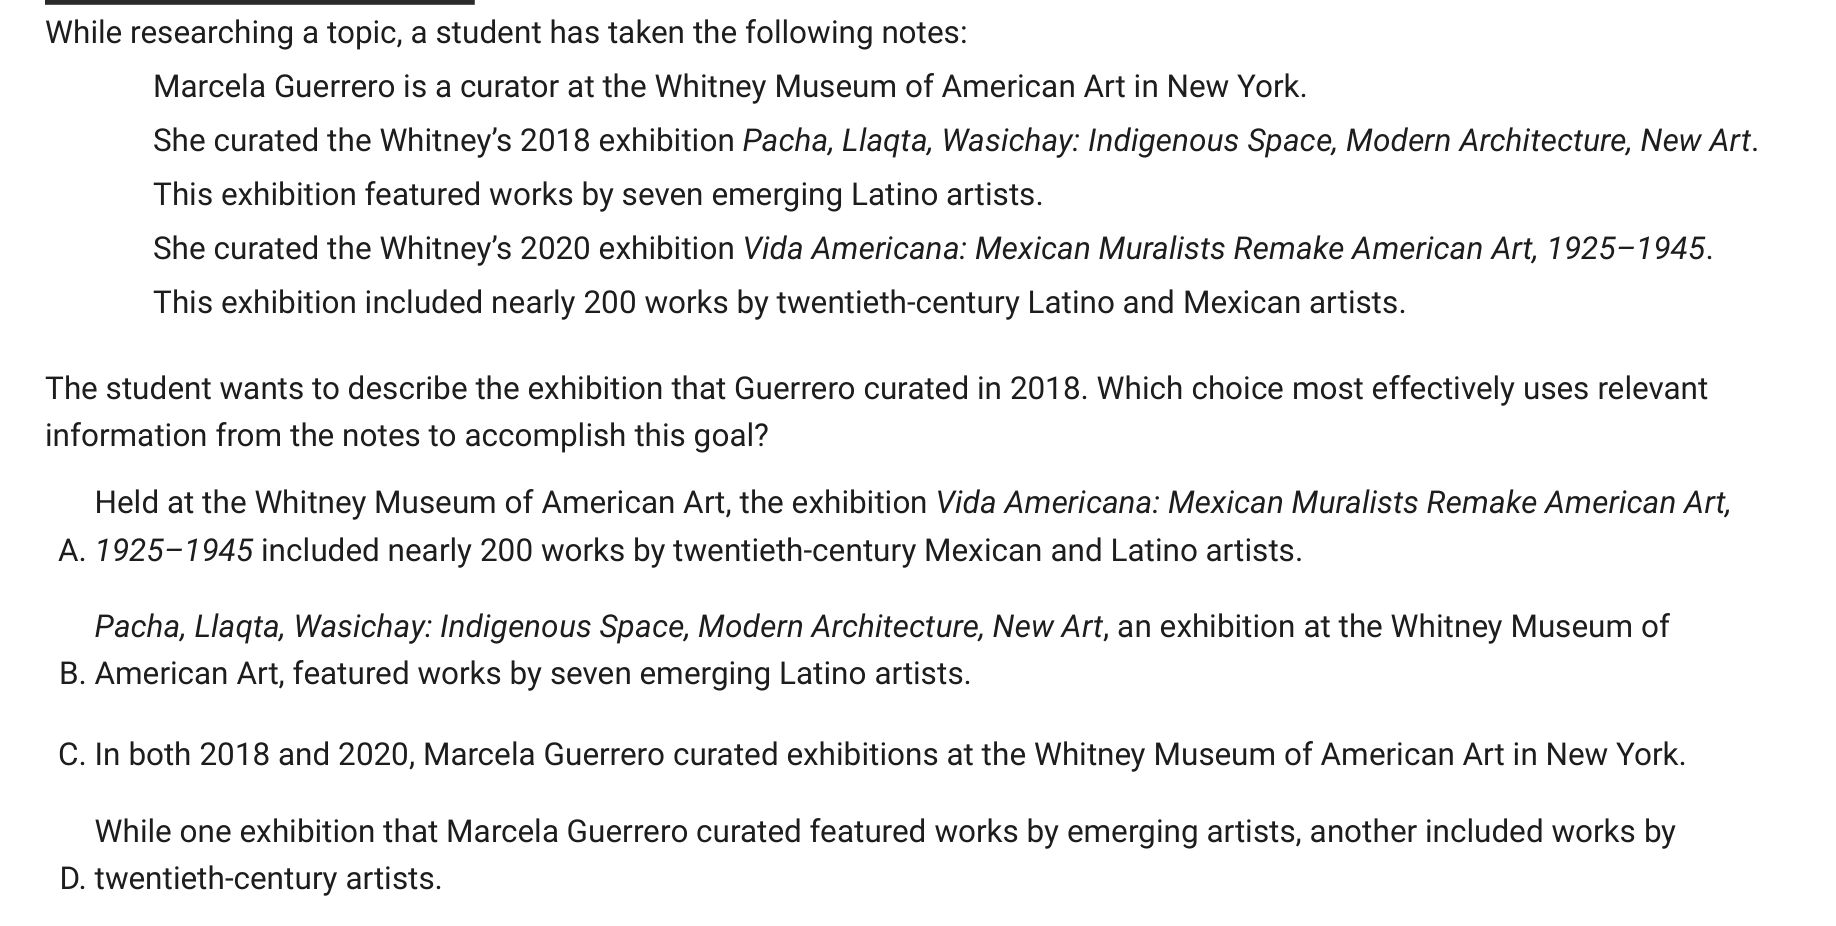 While researching a topic, a student has taken the following notes:
Marcela Guerrero is a curator at the Whitney Museum of American Art in New York.
She curated the Whitney’s 2018 exhibition Pacha, Llaqta, Wasichay: Indigenous Space, Modern Architecture, New Art.
This exhibition featured works by seven emerging Latino artists.
She curated the Whitney’s 2020 exhibition Vida Americana: Mexican Muralists Remake American Art, 1925–1945.
This exhibition included nearly 200 works by twentieth-century Latino and Mexican artists.
The student wants to describe the exhibition that Guerrero curated in 2018. Which choice most effectively uses relevant
information from the notes to accomplish this goal?
Held at the Whitney Museum of American Art, the exhibition Vida Americana: Mexican Muralists Remake American Art,
A. 1925–1945 included nearly 200 works by twentieth-century Mexican and Latino artists.
Pacha, Llaqta, Wasichay: Indigenous Space, Modern Architecture, New Art, an exhibition at the Whitney Museum of
B. American Art, featured works by seven emerging Latino artists.
C. In both 2018 and 2020, Marcela Guerrero curated exhibitions at the Whitney Museum of American Art in New York.
While one exhibition that Marcela Guerrero curated featured works by emerging artists, another included works by
D. twentieth-century artists.